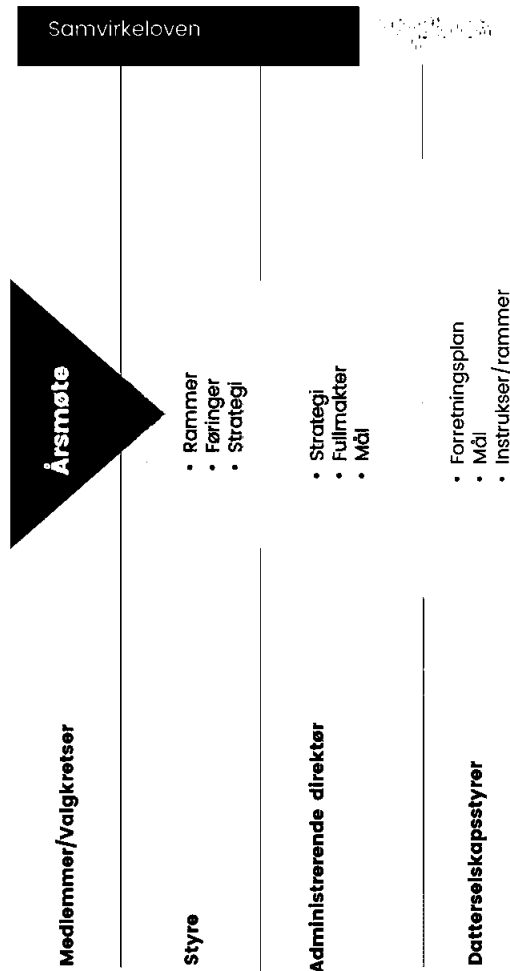 Samvirkeloven
Medlemmer/Valgkretser
Årsmøte
Styre
• Rammer
• Føringer
• Strategi
Administrerende direktør
• Strategi
• Fullmakter
• Mål
Datterselskapsstyrer
• Forretningsplan
• Mål
• Instrukser/rammer